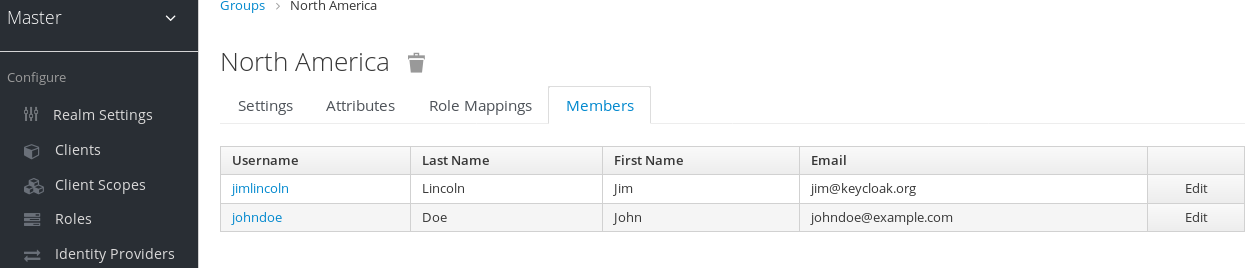 Master
Configure
Realm Settings
Clients
Client Scopes
Roles
Identity Providers
Groups > North America
North America
Settings Attributes Role Mappings Members
Username Last Name First Name Email
jimlincoln Lincoln Jim jim@keycloak.org Edit
johndoe Doe John johndoe@example.com Edit